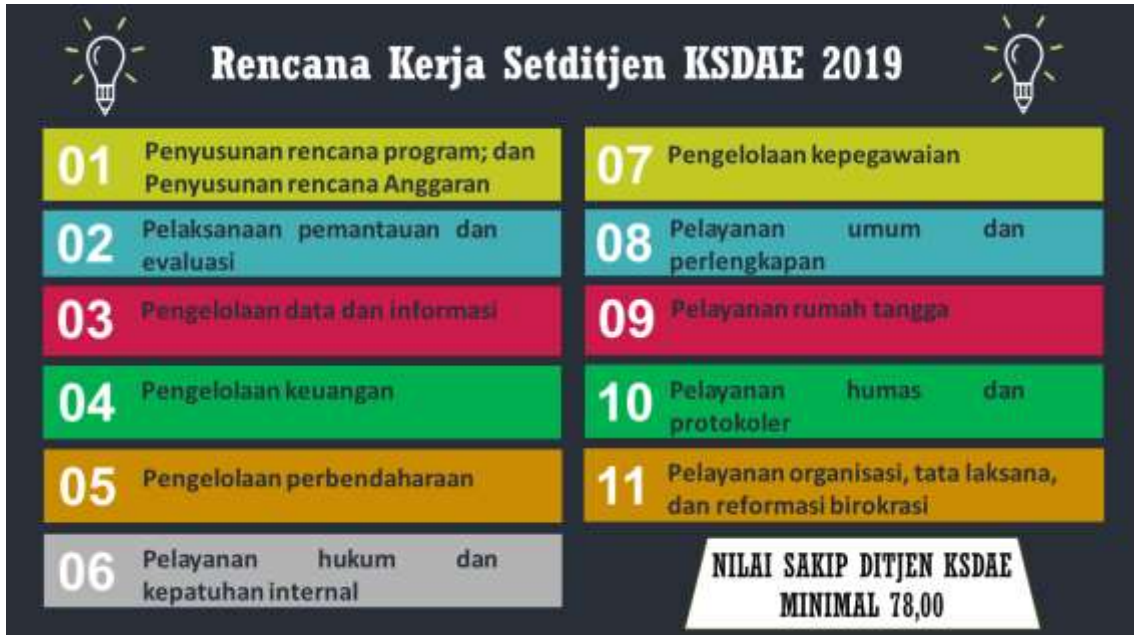 Rencana Kerja Setditjen KSDAE 2019
01
Penyusunan rencana program; dan
Penyusunan rencana Anggaran
02
Pelaksanaan pemantauan dan
evaluasi
03
Pengelolaan data dan informasi
04
Pengelolaan keuangan
05
Pengelolaan perbendaharaan
06
Pelayanan hukum dan
kepatuhan internal
07
Pengelolaan kepegawaian
08
Pelayanan umum dan
perlengkapan
09
Pelayanan rumah tangga
10
Pelayanan humas dan
protokoler
11
Pelayanan organisasi, tata laksana,
dan reformasi birokrasi
NILAI SAKIP DITJEN KSDAE
MINIMAL 78,00